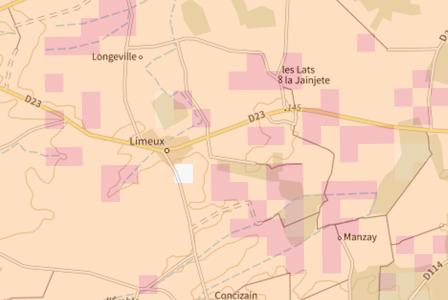 Longeville
les Lats
& la Jainjete
D23
D23
145
Limeux
Manzay
D114
Concizain